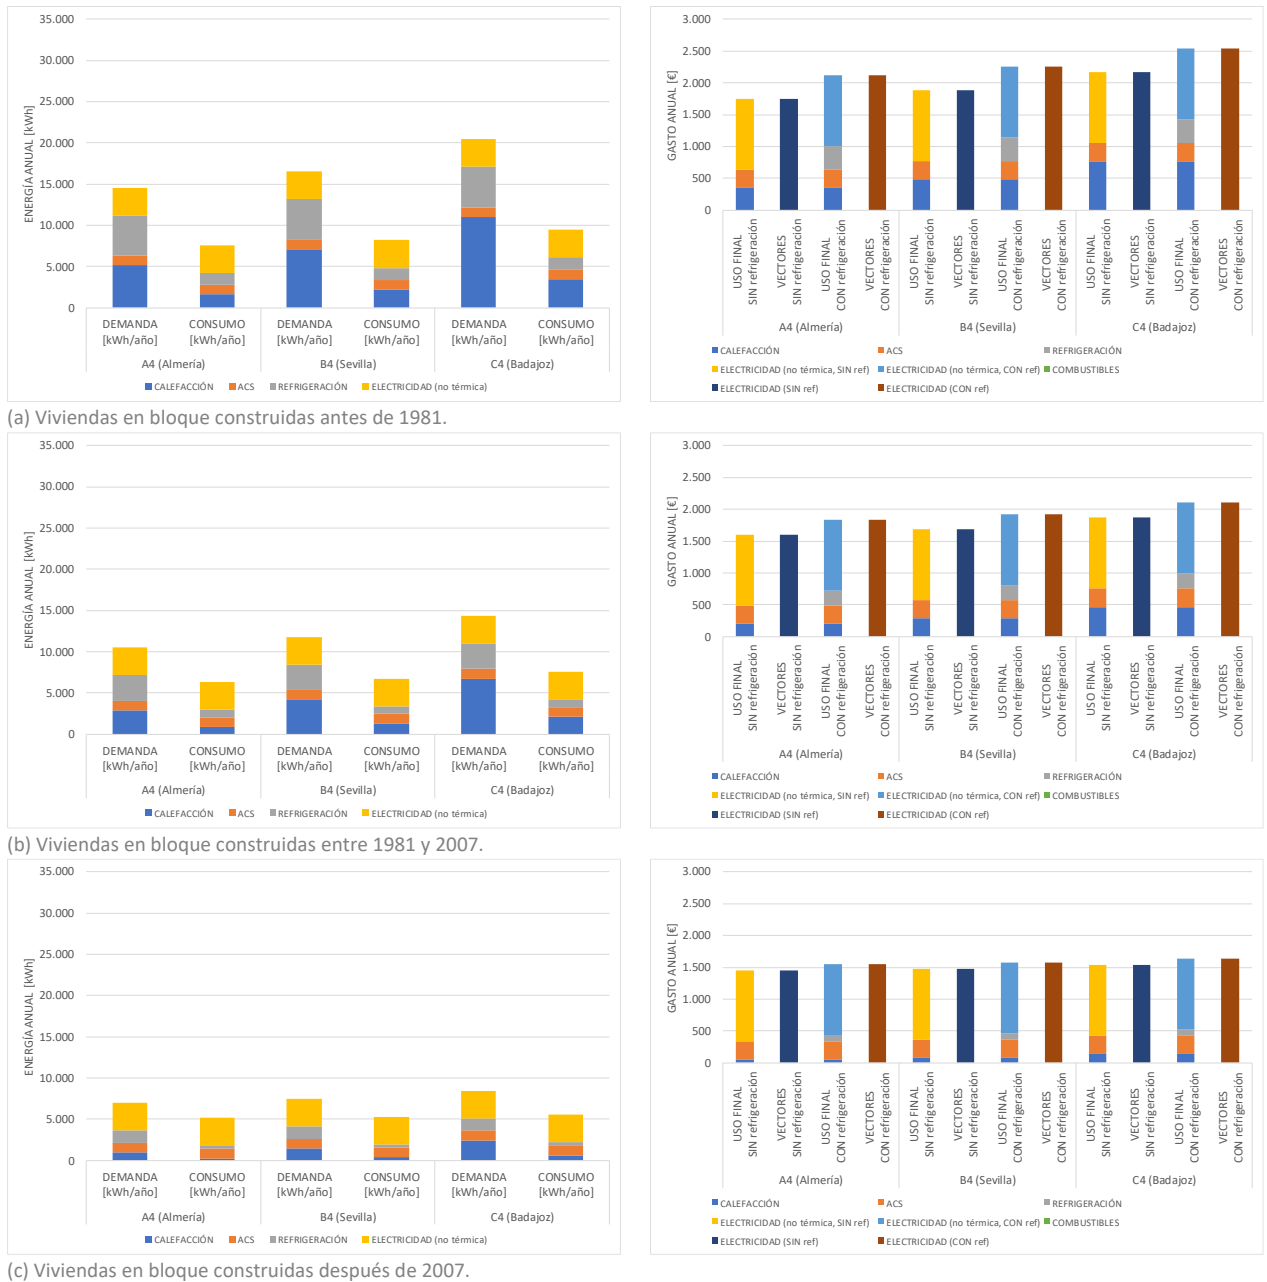 35.000
30.000
25.000
20.000
15.000
10.000
5.000
0
ENERGÍA ANUAL [kWh]
DEMANDA CONSUMO DEMANDA CONSUMO DEMANDA CONSUMO
[kWh/año] [kWh/año] [kWh/año] [kWh/año] [kWh/año] [kWh/año]
A4 (Almería) B4 (Sevilla) C4 (Badajoz)
CALEFACCIÓN ACS REFRIGERACIÓN ELECTRICIDAD (no térmica)
3.000
2.500
2.000
1.500
1.000
500
0
GASTO ANUAL [€]
USO FINAL
SIN refrigeración
VECTORES
SIN refrigeración
USO FINAL
CON refrigeración
VECTORES
CON refrigeración
USO FINAL
SIN refrigeración
VECTORES
SIN refrigeración
USO FINAL
CON refrigeración
VECTORES
CON refrigeración
USO FINAL
SIN refrigeración
VECTORES
SIN refrigeración
USO FINAL
CON refrigeración
VECTORES
CON refrigeración
A4 (Almería) B4 (Sevilla) C4 (Badajoz)
CALEFACCIÓN ACS REFRIGERACIÓN
ELECTRICIDAD (no térmica, SIN ref) ELECTRICIDAD (no térmica, CON ref) COMBUSTIBLES
ELECTRICIDAD (SIN ref) ELECTRICIDAD (CON ref)
(a) Viviendas en bloque construidas antes de 1981.
35.000
30.000
25.000
20.000
15.000
10.000
5.000
0
ENERGÍA ANUAL [kWh]
DEMANDA CONSUMO DEMANDA CONSUMO DEMANDA CONSUMO
[kWh/año] [kWh/año] [kWh/año] [kWh/año] [kWh/año] [kWh/año]
A4 (Almería) B4 (Sevilla) C4 (Badajoz)
CALEFACCIÓN ACS REFRIGERACIÓN ELECTRICIDAD (no térmica)
3.000
2.500
2.000
1.500
1.000
500
0
GASTO ANUAL [€]
USO FINAL
SIN refrigeración
VECTORES
SIN refrigeración
USO FINAL
CON refrigeración
VECTORES
CON refrigeración
USO FINAL
SIN refrigeración
VECTORES
SIN refrigeración
USO FINAL
CON refrigeración
VECTORES
CON refrigeración
USO FINAL
SIN refrigeración
VECTORES
SIN refrigeración
USO FINAL
CON refrigeración
VECTORES
CON refrigeración
A4 (Almería) B4 (Sevilla) C4 (Badajoz)
CALEFACCIÓN ACS REFRIGERACIÓN
ELECTRICIDAD (no térmica, SIN ref) ELECTRICIDAD (no térmica, CON ref) COMBUSTIBLES
ELECTRICIDAD (SIN ref) ELECTRICIDAD (CON ref)
(b) Viviendas en bloque construidas entre 1981 y 2007.
35.000
30.000
25.000
20.000
15.000
10.000
5.000
0
ENERGÍA ANUAL [kWh]
DEMANDA CONSUMO DEMANDA CONSUMO DEMANDA CONSUMO
[kWh/año] [kWh/año] [kWh/año] [kWh/año] [kWh/año] [kWh/año]
A4 (Almería) B4 (Sevilla) C4 (Badajoz)
CALEFACCIÓN ACS REFRIGERACIÓN ELECTRICIDAD (no térmica)
3.000
2.500
2.000
1.500
1.000
500
0
GASTO ANUAL [€]
USO FINAL
SIN refrigeración
VECTORES
SIN refrigeración
USO FINAL
CON refrigeración
VECTORES
CON refrigeración
USO FINAL
SIN refrigeración
VECTORES
SIN refrigeración
USO FINAL
CON refrigeración
VECTORES
CON refrigeración
USO FINAL
SIN refrigeración
VECTORES
SIN refrigeración
USO FINAL
CON refrigeración
VECTORES
CON refrigeración
A4 (Almería) B4 (Sevilla) C4 (Badajoz)
CALEFACCIÓN ACS REFRIGERACIÓN
ELECTRICIDAD (no térmica, SIN ref) ELECTRICIDAD (no térmica, CON ref) COMBUSTIBLES
ELECTRICIDAD (SIN ref) ELECTRICIDAD (CON ref)
(c) Viviendas en bloque construidas después de 2007.